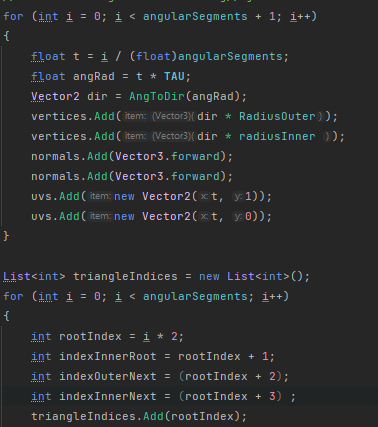 for (int i = 0; i < angularSegments + 1; i++)
{
float t = i / (float)angularSegments;
float angRad = t * TAU;
Vector2 dir = AngToDir(angRad);
vertices.Add(item:(Vector3)(dir * RadiusOuter));
vertices.Add(item:(Vector3)(dir * radiusInner ));
normals.Add(Vector3.forward);
normals.Add(Vector3.forward);
uvs.Add(item:new Vector2(x:t, y:1));
uvs.Add(item:new Vector2(x:t, y:0));
}
List<int> triangleIndices = new List<int>();
for (int i = 0; i < angularSegments; i++)
{
int rootIndex = i * 2;
int indexInnerRoot = rootIndex + 1;
int indexOuterNext = (rootIndex + 2);
int indexInnerNext = (rootIndex + 3) ;
triangleIndices.Add(rootIndex);